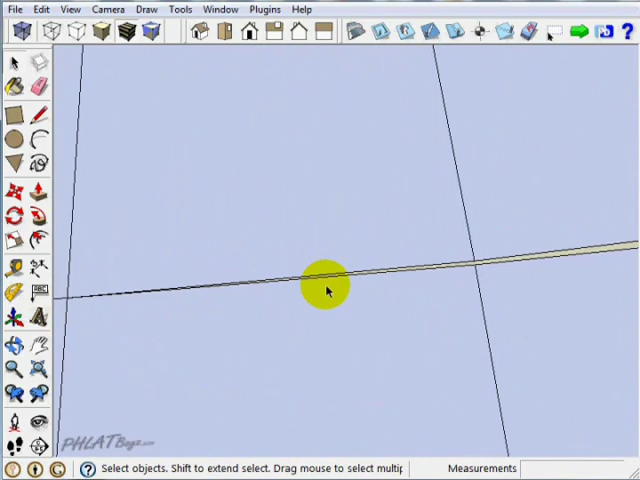 File Edit View Camera Draw Tools Window Plugins Help
ABC
PHLATBoyz.com
Select objects. Shift to extend select. Drag mouse to select multip
Measurements